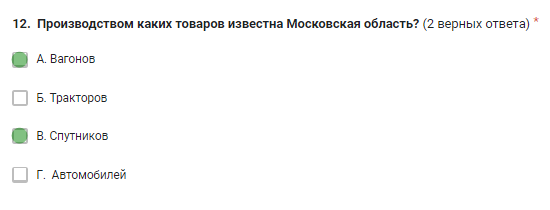 12. Производством каких товаров известна Московская область? (2 верных ответа) *
А. Вагонов
Б. Тракторов
В. Спутников
Г. Автомобилей